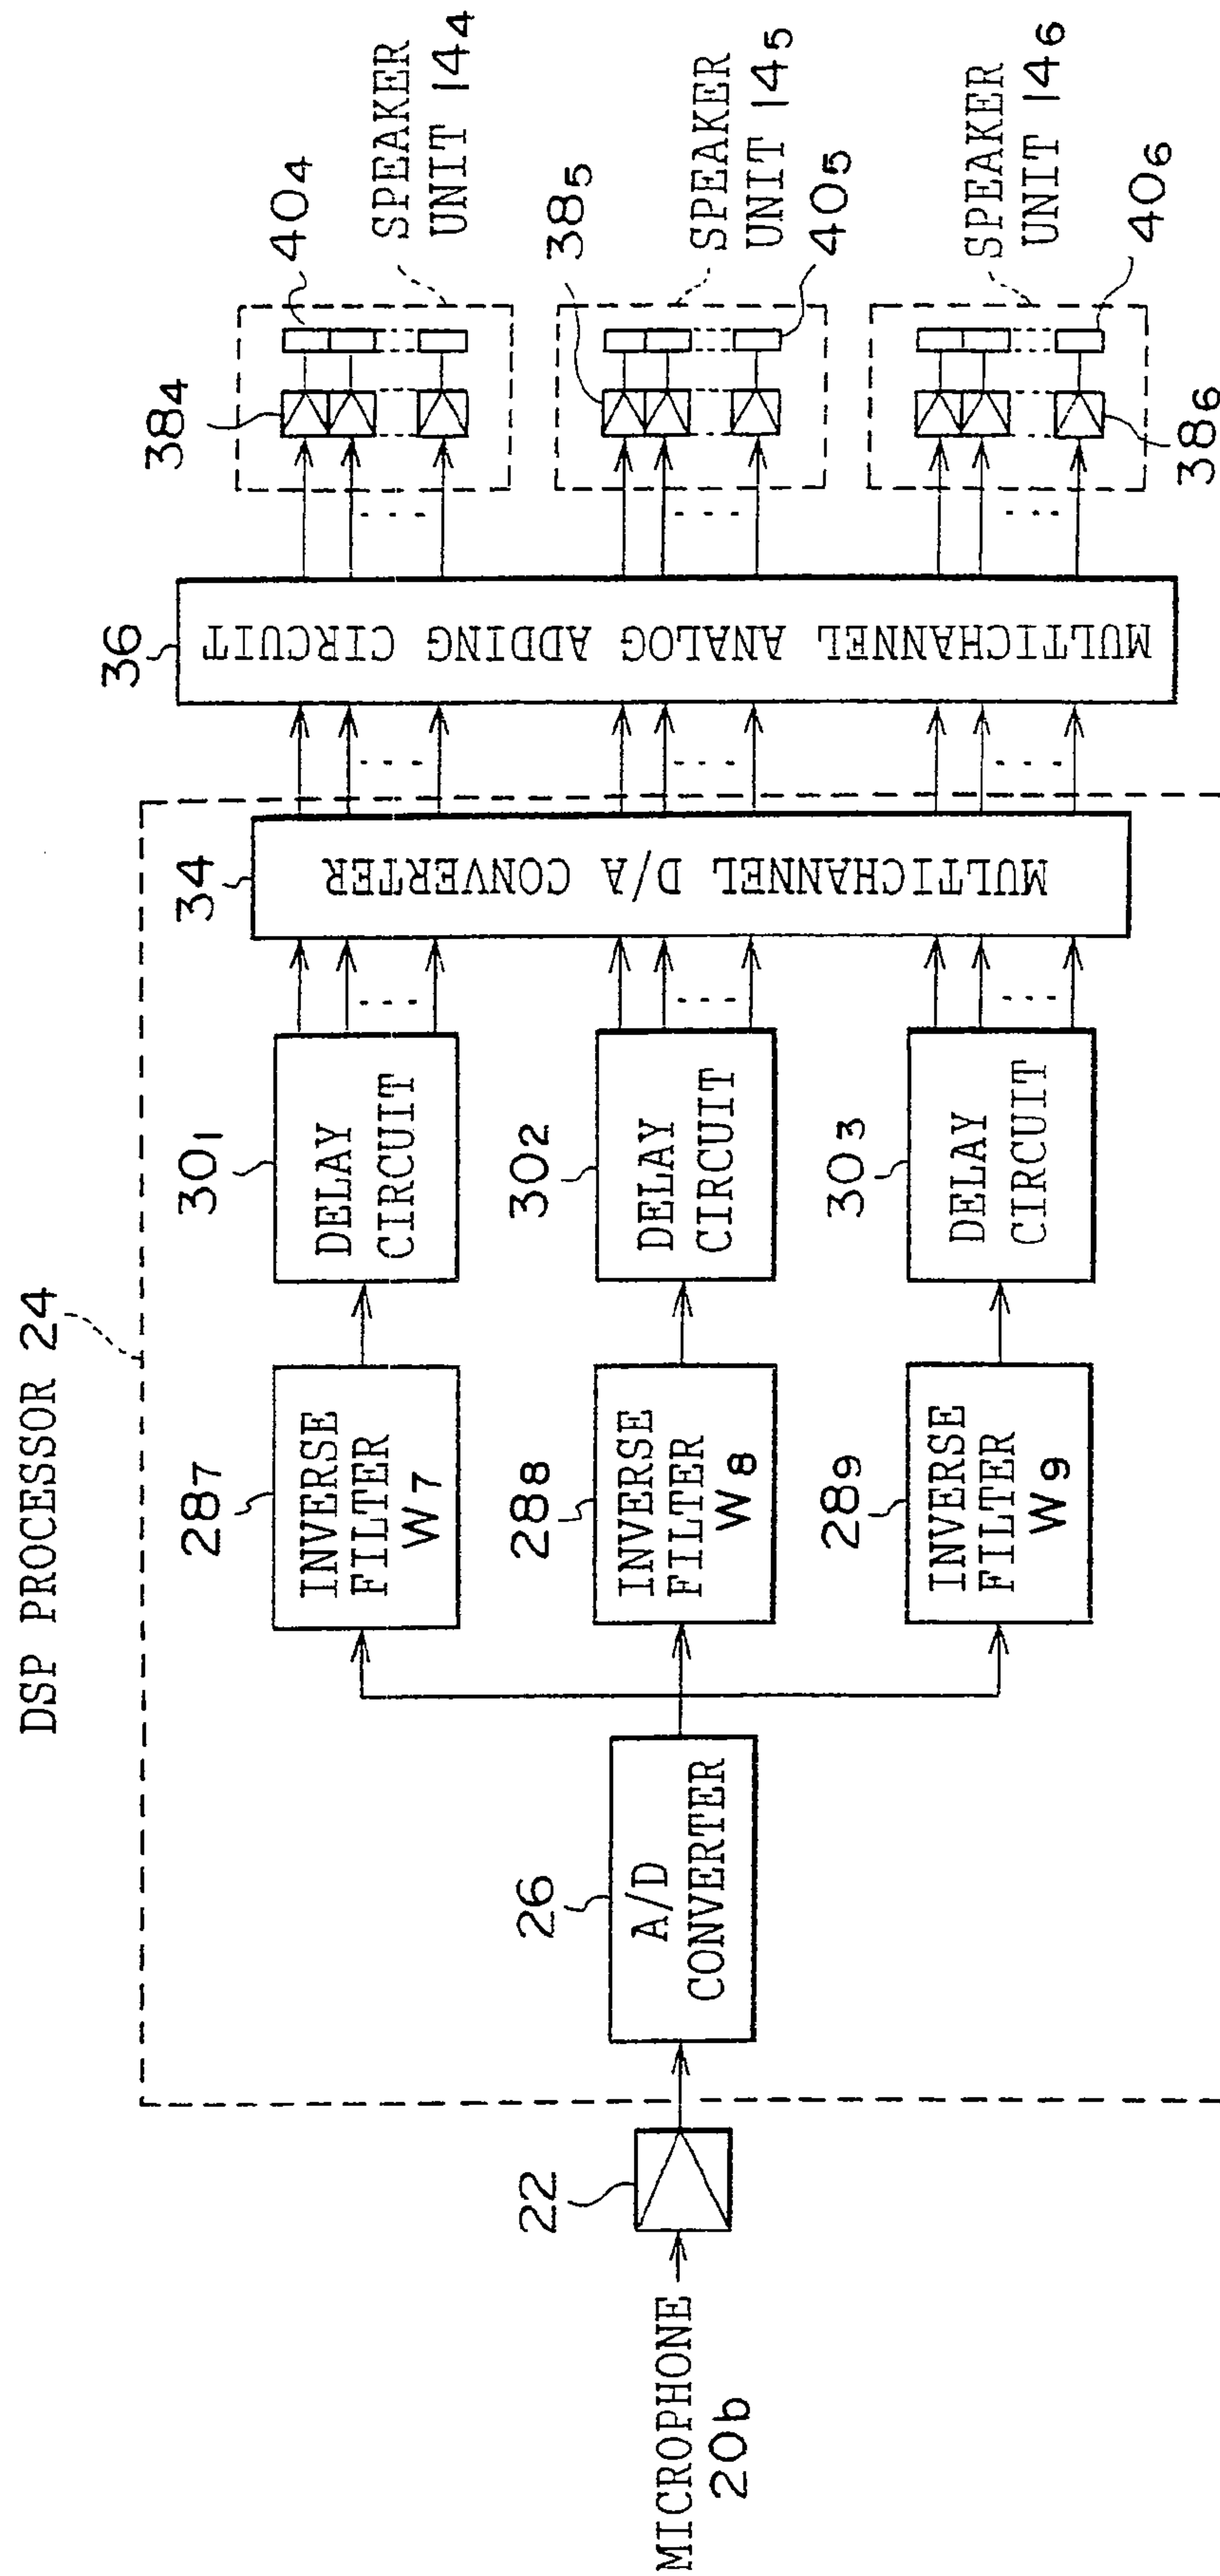 DSP PROCESSOR 24
MICROPHONE
20b
22
26
A/D
CONVERTER
287
INVERSE
FILTER
W7
288
INVERSE
FILTER
W8
289
INVERSE
FILTER
W9
301
DELAY
CIRCUIT
302
DELAY
CIRCUIT
303
DELAY
CIRCUIT
34
MULTICHANNEL D/A CONVERTER
36
MULTICHANNEL ANALOG ADDING CIRCUIT
384
404
SPEAKER
UNIT 144
385
SPEAKER
UNIT 145
405
SPEAKER
UNIT 146
406
386